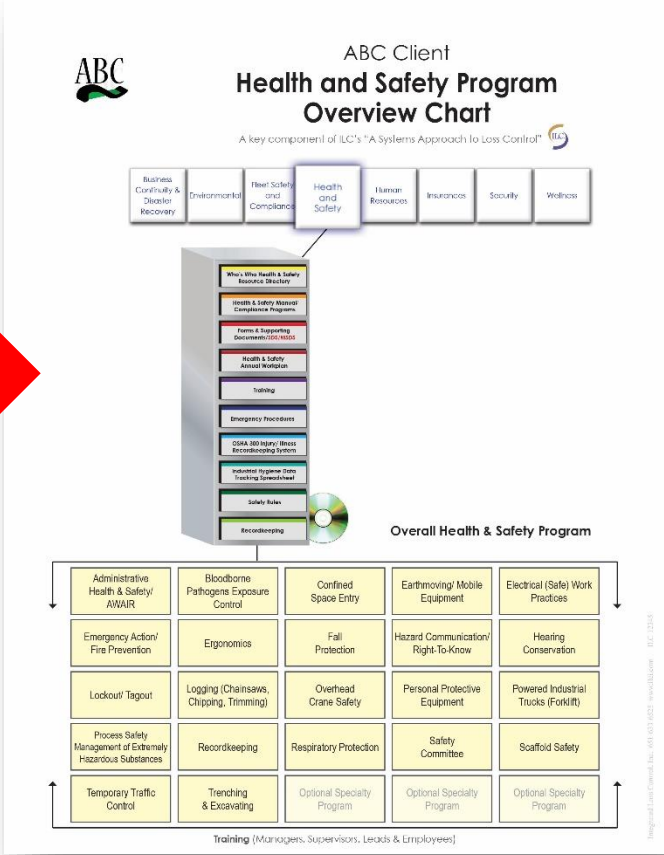 ABC
ABC Client
Health and Safety Program
Overview Chart
A key component of ILC's "A Systems Approach to Loss Control"
ILC
Business
Continuity &
Disaster
Recovery
Environmental
Fleet Safety
and
Compliance
Health
and
Safety
Human
Resources
Insurances
Security
Wellness
Who's Who Health & Safety
Resource Directory
Health & Safety Manual
Compliance Programs
Forms & Supporting
Documents/SDS/MSDS
Health & Safety
Annual Workplan
Training
Emergency Procedures
OSHA 300 Injury/ Illness
Recordkeeping System
Industrial Hygiene Data
Tracking Spreadsheet
Safety Rules
Recordkeeping
Overall Health & Safety Program
Administrative
Health & Safety/
AWAIR
Bloodborne
Pathogens Exposure
Control
Confined
Space Entry
Earthmoving/ Mobile
Equipment
Electrical (Safe) Work
Practices
Emergency Action/
Fire Prevention
Ergonomics
Fall
Protection
Hazard Communication/
Right-To-Know
Hearing
Conservation
Lockout/ Tagout
Logging (Chainsaws,
Chipping, Trimming)
Overhead
Crane Safety
Personal Protective
Equipment
Powered Industrial
Trucks (Forklift)
Process Safety
Management of Extremely
Hazardous Substances
Recordkeeping
Respiratory Protection
Safety
Committee
Scaffold Safety
Temporary Traffic
Control
Trenching
& Excavating
Optional Specialty
Program
Optional Specialty
Program
Optional Specialty
Program
Training (Managers, Supervisors, Leads & Employees)
Integrated Loss Control, Inc.